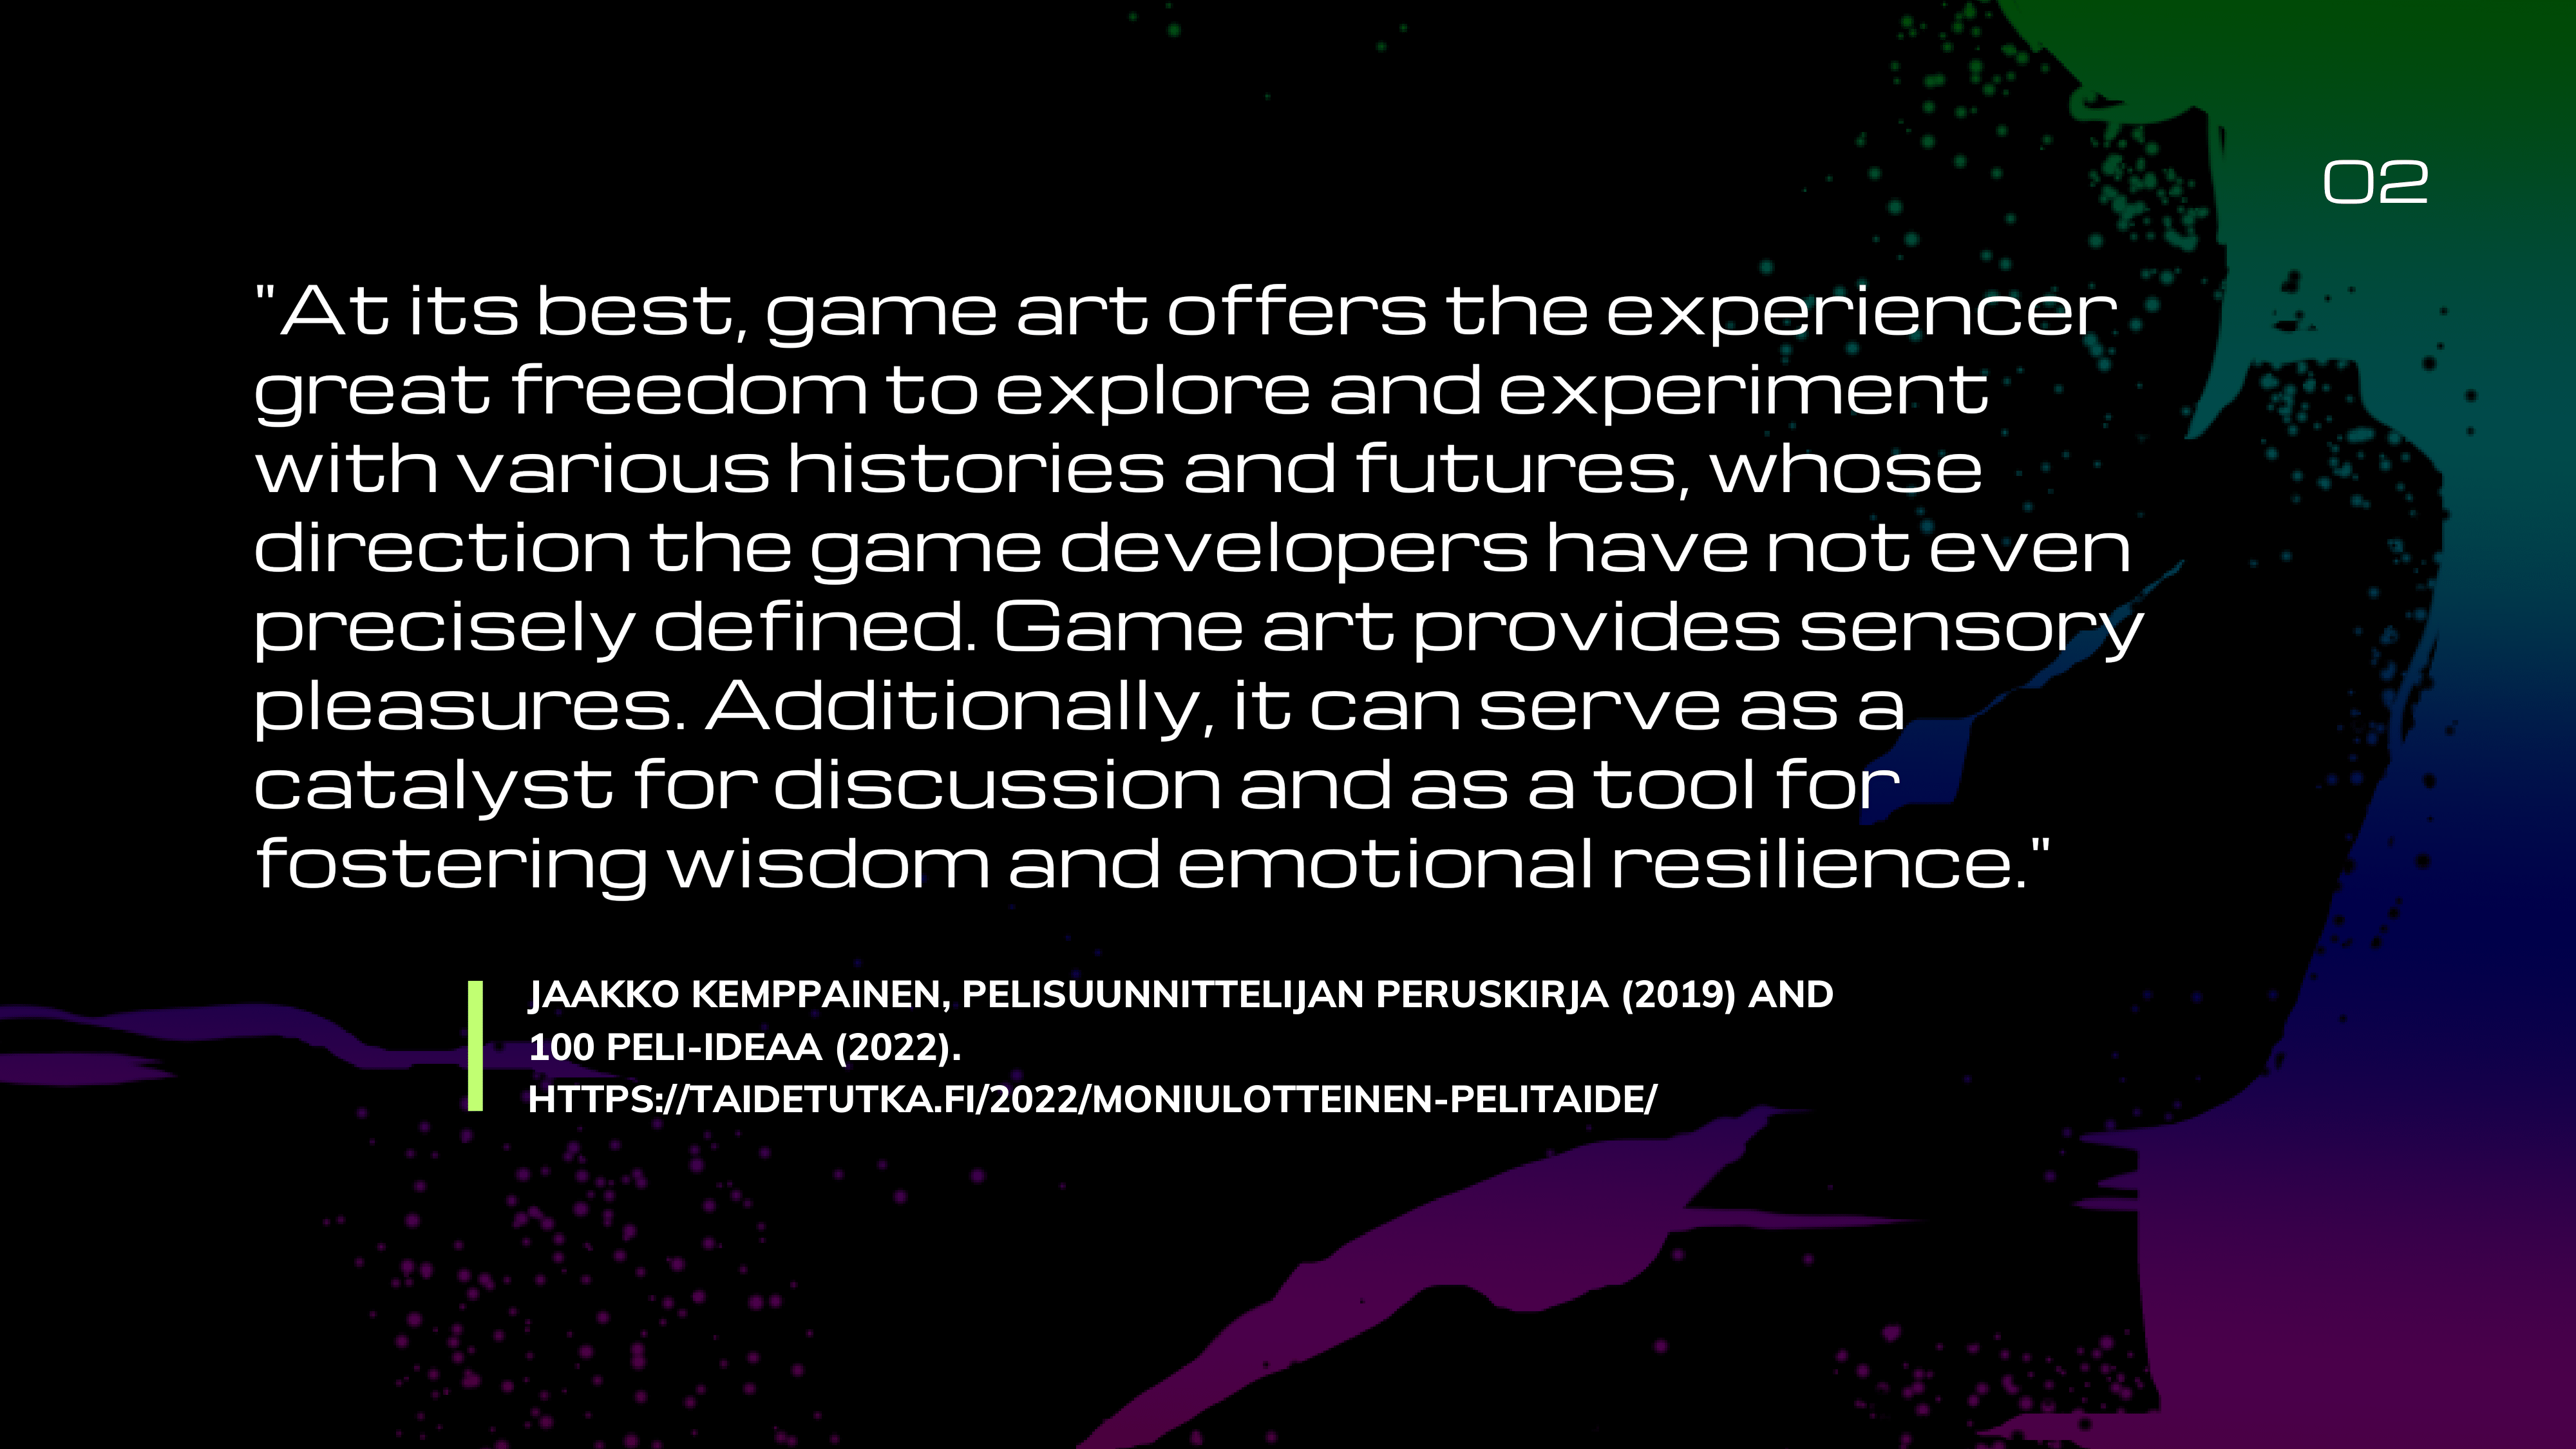 02
"At its best, game art offers the experiencer
great freedom to explore and experiment
with various histories and futures, whose
direction the game developers have not even
precisely defined. Game art provides sensory
pleasures. Additionally, it can serve as a
catalyst for discussion and as a tool for
fostering wisdom and emotional resilience."
JAAKKO KEMPPAINEN, PELISUUNNITTELIJAN PERUSKIRJA (2019) AND
100 PELI-IDEAA (2022).
HTTPS://TAIDETUTKA.FI/2022/MONIULOTTEINEN-PELITAIDE/